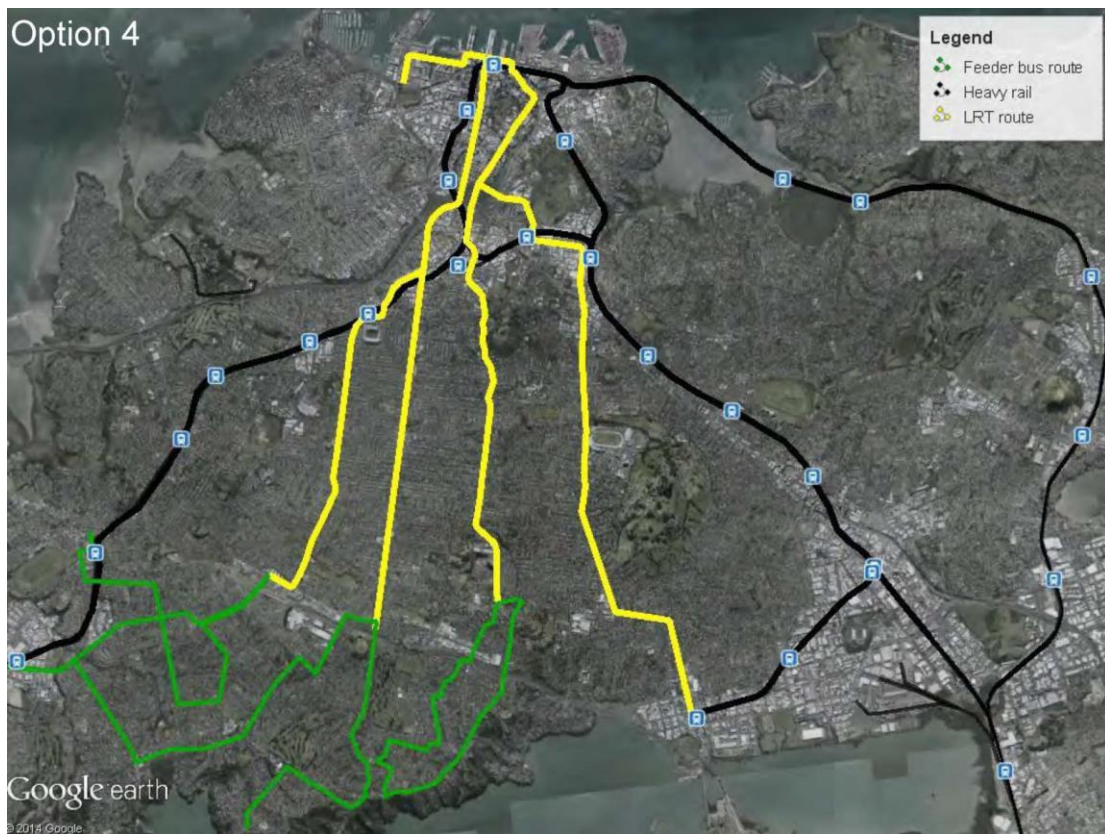 Option 4
Legend
Feeder bus route
Heavy rail
LRT route
Google earth
© 2014 Google